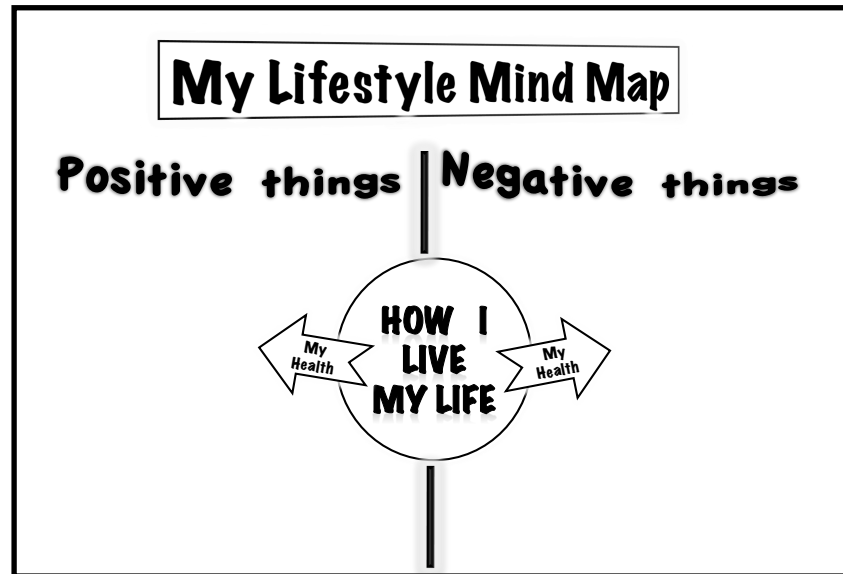 My Lifestyle Mind Map
Positive things
Negative things
HOW I
LIVE
MY LIFE
My
Health
My
Health